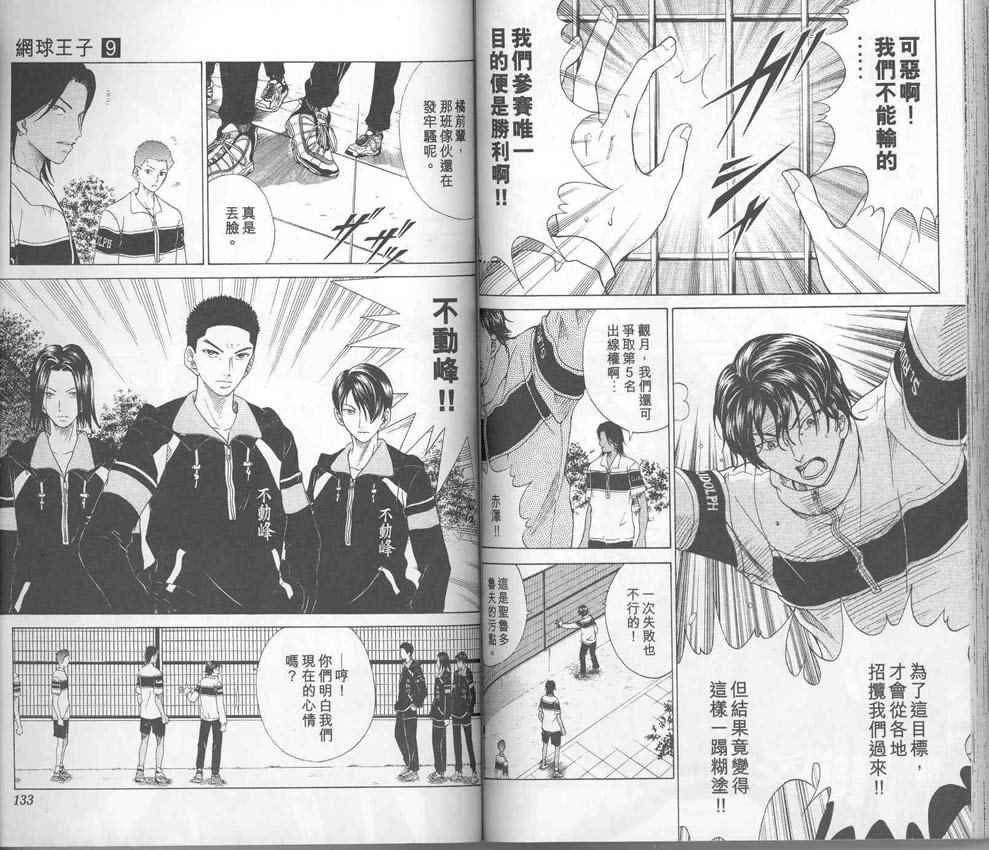 可惡啊！
我們不能輸的
……
我們參賽唯一
目的便是勝利啊!!
DOLPH
為了這目標，
才會從各地
招攬我們過來!!
但結果竟變得
這樣一蹋糊塗!!
觀月，我們還可
爭取第5名
出線權啊…
赤澤!!
一次失敗也
不行的！
這是聖魯多
魯夫的污點。
網球王子 9
橘前輩，
那班傢伙還在
發牢騷呢。
真是
丟臉。
ザッ
ザッ
DOLPH
不動峰!!
不動峰
不動峰
—哼！
你們明白我們
現在的心情
嗎？
133